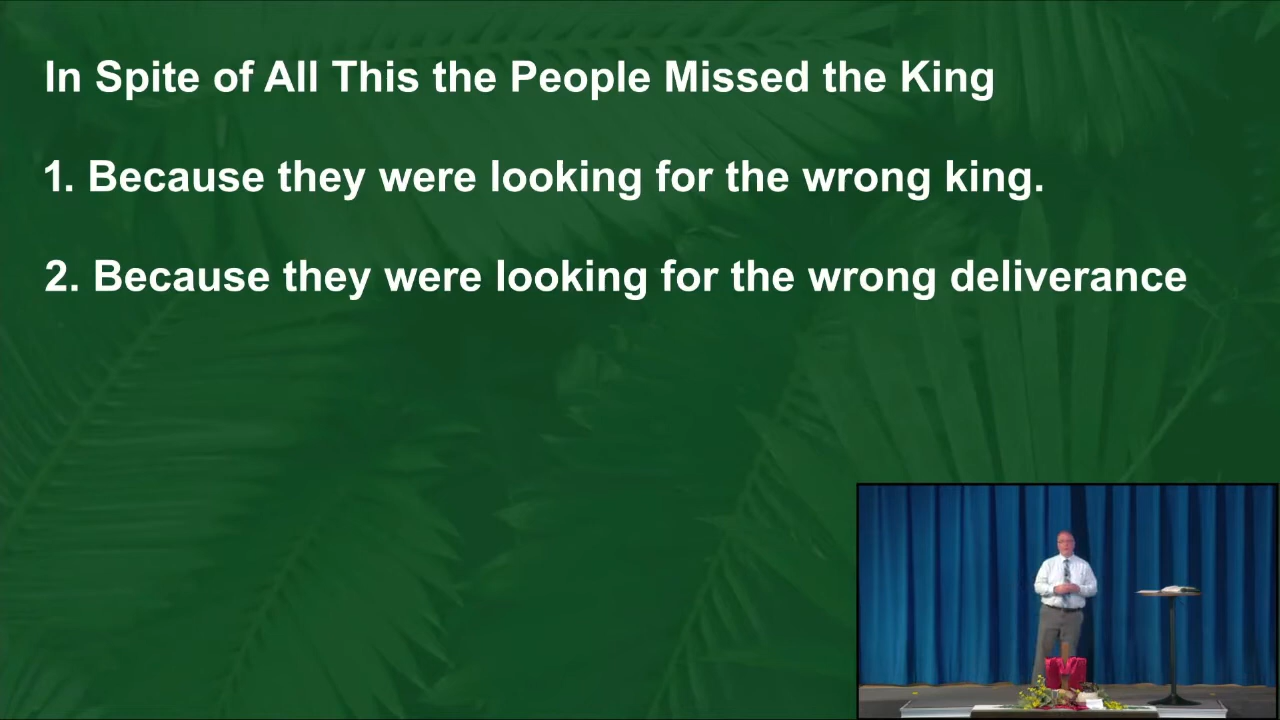 In Spite of All This the People Missed the King
1. Because they were looking for the wrong king.
2. Because they were looking for the wrong deliverance